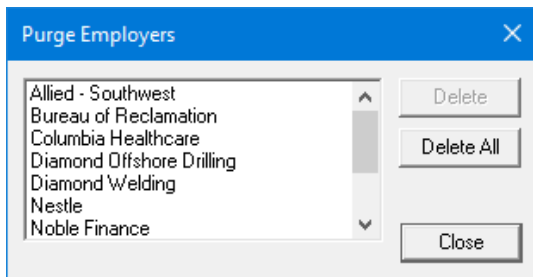 Purge Employers
Allied - Southwest
Bureau of Reclamation
Columbia Healthcare
Diamond Offshore Drilling
Diamond Welding
Nestle
Noble Finance
Delete
Delete All
Close